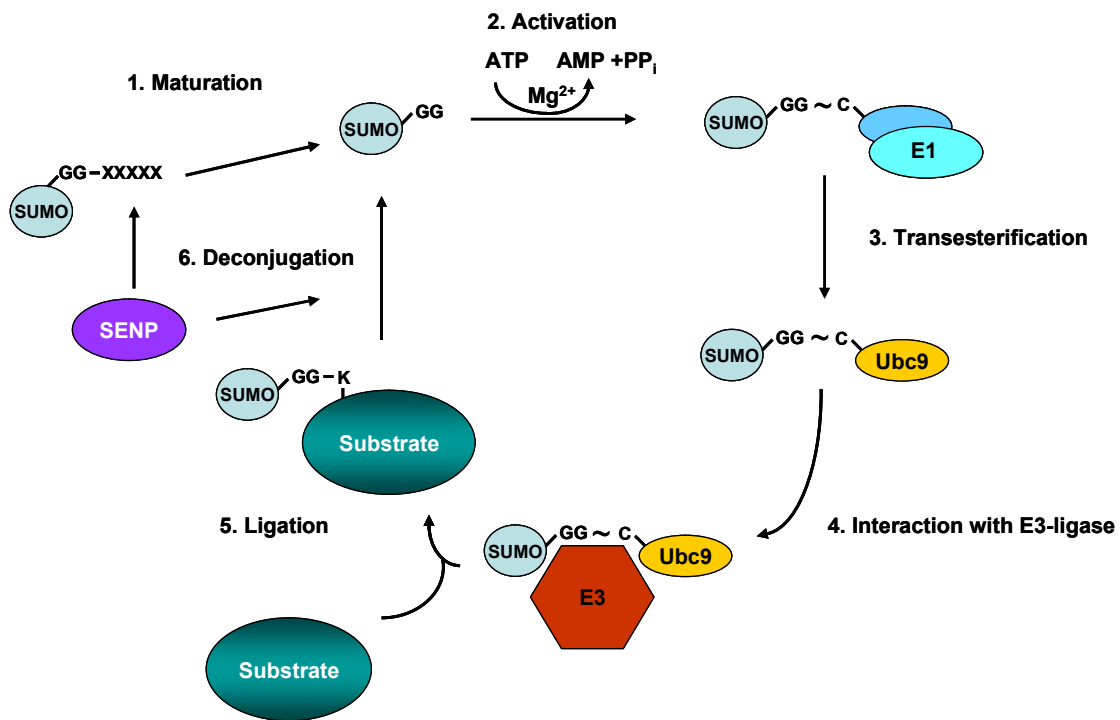 2. Activation
ATP AMP +PPi
Mg2+
1. Maturation
SUMO GG
SUMO GG ~ C
E1
GG–XXXXX
SUMO
3. Transesterification
6. Deconjugation
SENP
SUMO GG ~ C
Ubc9
SUMO GG – K
Substrate
5. Ligation
4. Interaction with E3-ligase
SUMO GG ~ C
Ubc9
E3
Substrate